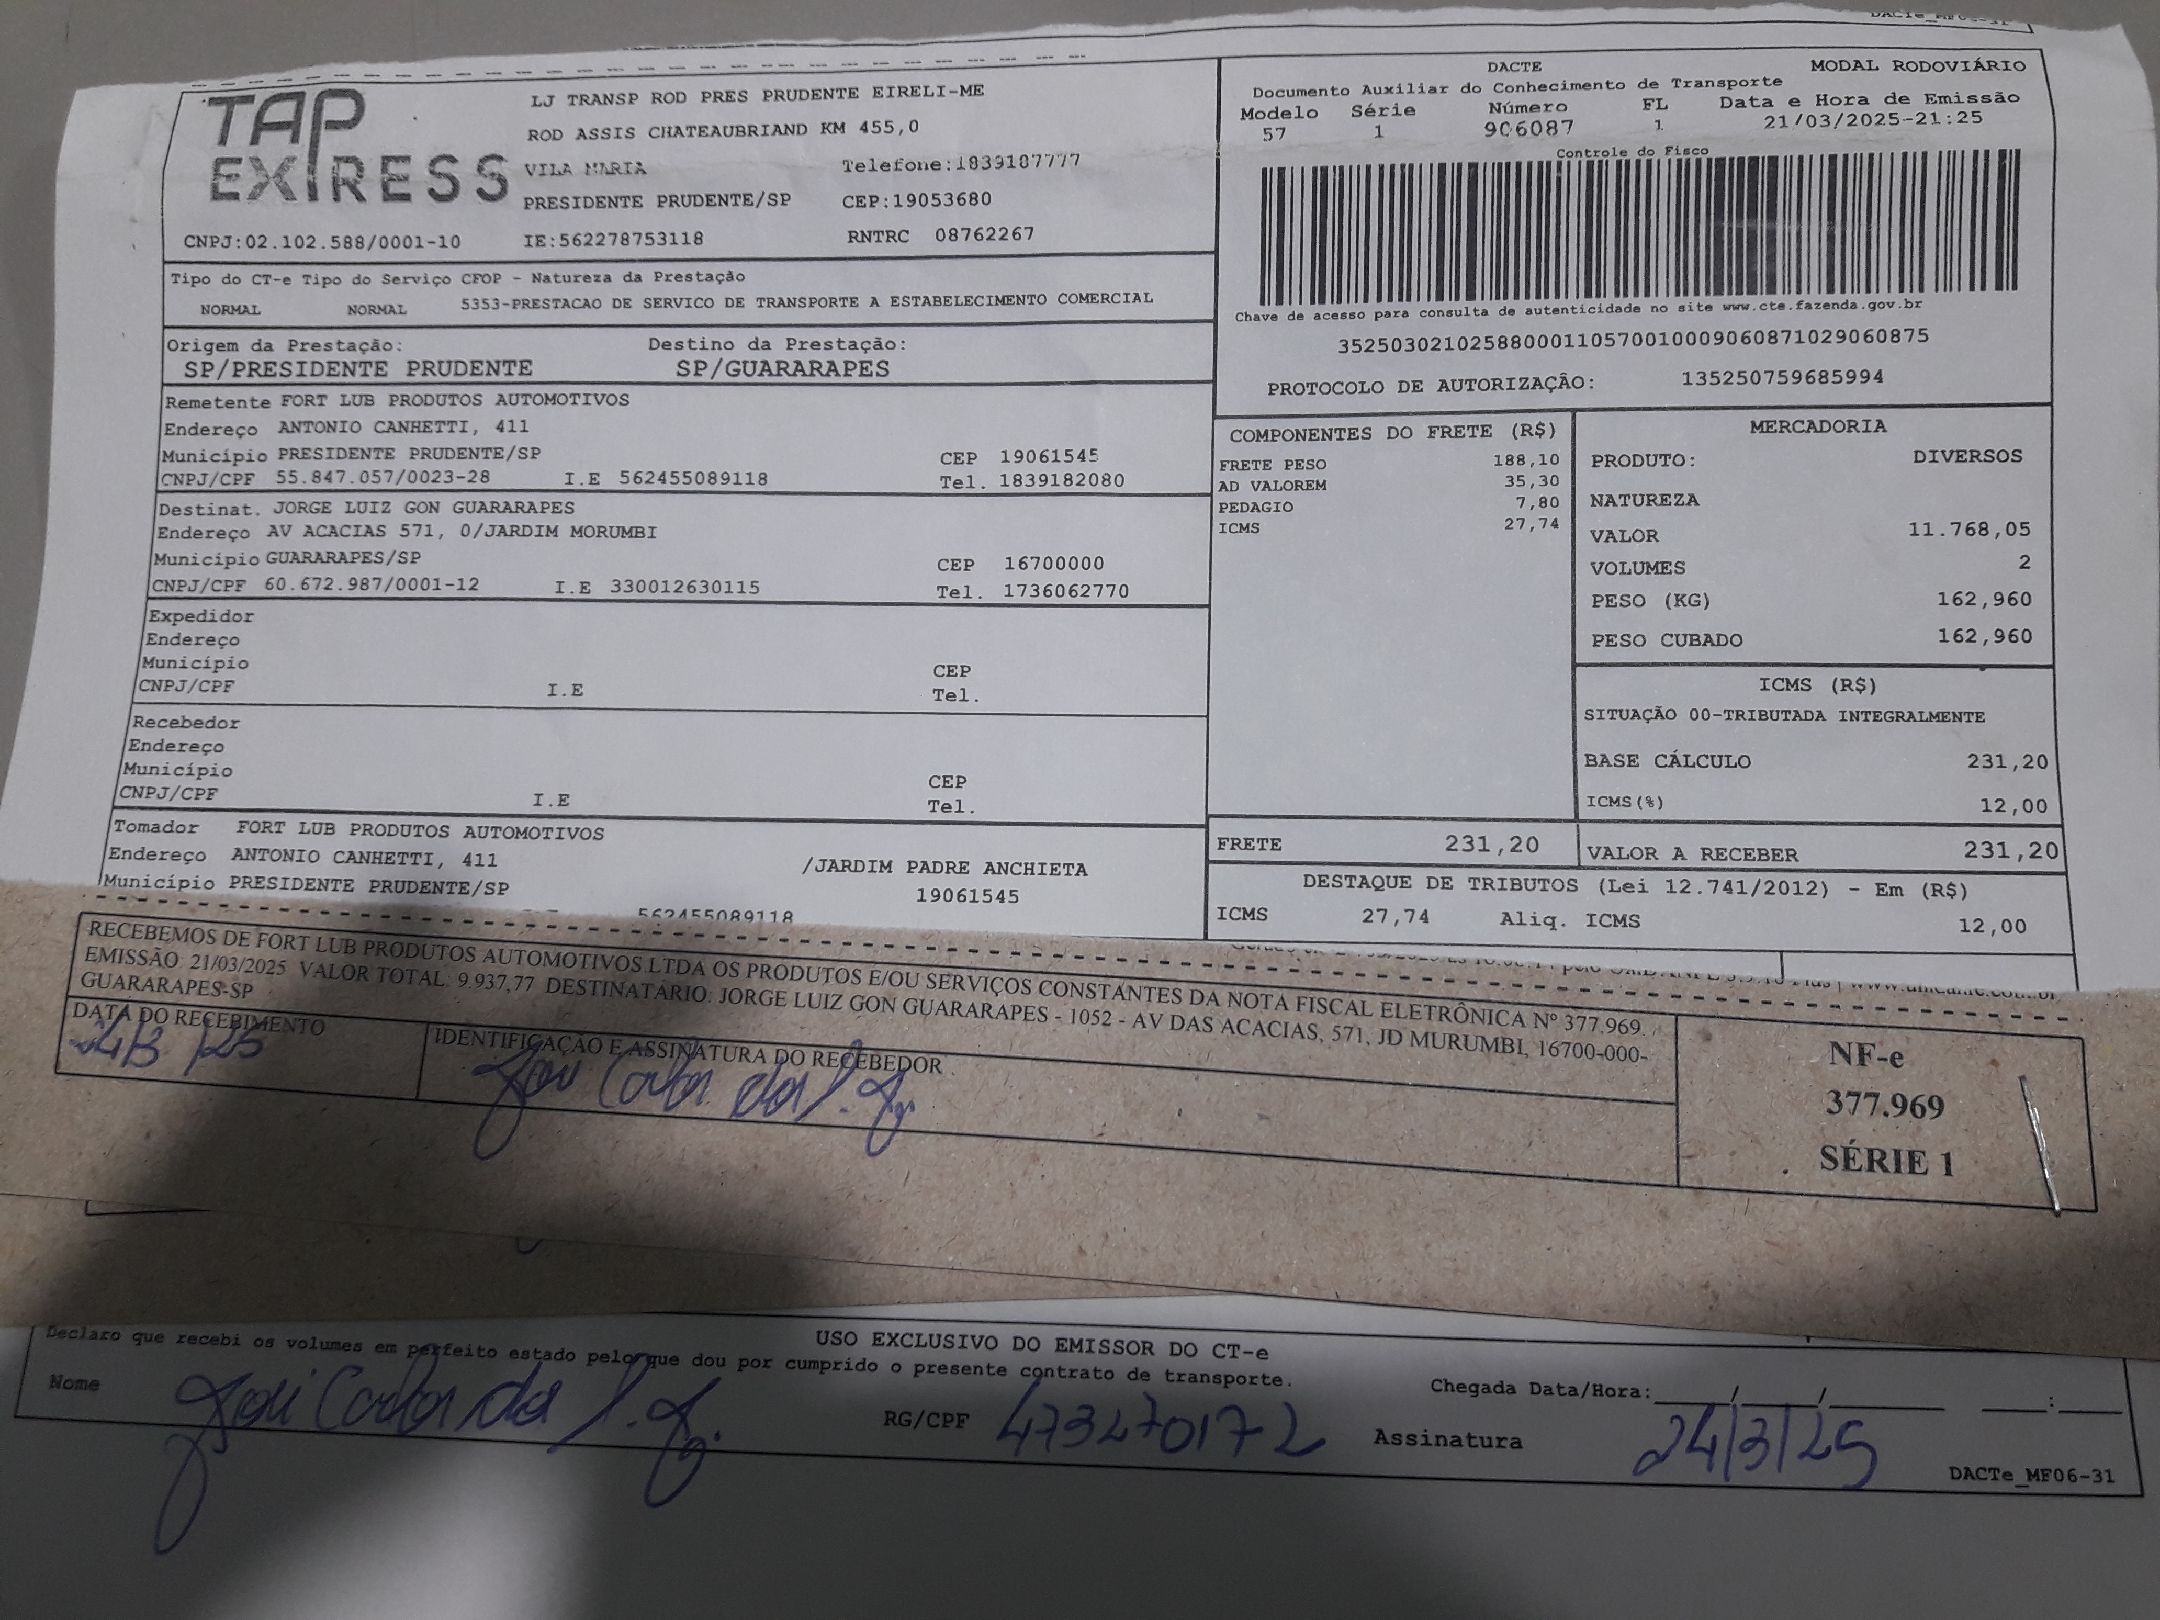 DACTe_MF06-31
TAP EXPRESS
LJ TRANSP ROD PRES PRUDENTE EIRELI-ME
ROD ASSIS CHATEAUBRIAND KM 455,0
VILA MARIA Telefone:1839107777
PRESIDENTE PRUDENTE/SP CEP:19053680
CNPJ:02.102.588/0001-10 IE:562278753118 RNTRC 08762267
DACTE MODAL RODOVIÁRIO
Documento Auxiliar do Conhecimento de Transporte
Modelo Série Número FL Data e Hora de Emissão
57 1 906087 1 21/03/2025-21:25
Controle do Fisco
Chave de acesso para consulta de autenticidade no site www.cte.fazenda.gov.br
35250302102588000110570010009060871029060875
PROTOCOLO DE AUTORIZAÇÃO: 135250759685994
Tipo do CT-e Tipo do Serviço CFOP - Natureza da Prestação
NORMAL NORMAL 5353-PRESTACAO DE SERVICO DE TRANSPORTE A ESTABELECIMENTO COMERCIAL
Origem da Prestação: Destino da Prestação:
SP/PRESIDENTE PRUDENTE SP/GUARARAPES
Remetente FORT LUB PRODUTOS AUTOMOTIVOS
Endereço ANTONIO CANHETTI, 411
Município PRESIDENTE PRUDENTE/SP CEP 19061545
CNPJ/CPF 55.847.057/0023-28 I.E 562455089118 Tel. 1839182080
Destinat. JORGE LUIZ GON GUARARAPES
Endereço AV ACACIAS 571, 0/JARDIM MORUMBI
Município GUARARAPES/SP CEP 16700000
CNPJ/CPF 60.672.987/0001-12 I.E 330012630115 Tel. 1736062770
Expedidor
Endereço
Município CEP
CNPJ/CPF I.E Tel.
Recebedor
Endereço
Município CEP
CNPJ/CPF I.E Tel.
Tomador FORT LUB PRODUTOS AUTOMOTIVOS
Endereço ANTONIO CANHETTI, 411 /JARDIM PADRE ANCHIETA
Município PRESIDENTE PRUDENTE/SP 19061545
562455089118
COMPONENTES DO FRETE (R$)
FRETE PESO 188,10
AD VALOREM 35,30
PEDAGIO 7,80
ICMS 27,74
MERCADORIA
PRODUTO: DIVERSOS
NATUREZA
VALOR 11.768,05
VOLUMES 2
PESO (KG) 162,960
PESO CUBADO 162,960
ICMS (R$)
SITUAÇÃO 00-TRIBUTADA INTEGRALMENTE
BASE CÁLCULO 231,20
ICMS(%) 12,00
FRETE 231,20 VALOR A RECEBER 231,20
DESTAQUE DE TRIBUTOS (Lei 12.741/2012) - Em (R$)
ICMS 27,74 Aliq. ICMS 12,00
RECEBEMOS DE FORT LUB PRODUTOS AUTOMOTIVOS LTDA OS PRODUTOS E/OU SERVIÇOS CONSTANTES DA NOTA FISCAL ELETRÔNICA Nº 377.969.
EMISSÃO: 21/03/2025 VALOR TOTAL: 9.937,77 DESTINATÁRIO: JORGE LUIZ GON GUARARAPES - 1052 - AV DAS ACACIAS, 571, JD MURUMBI, 16700-000-
GUARARAPES-SP
DATA DO RECEBIMENTO IDENTIFICAÇÃO E ASSINATURA DO RECEBEDOR
24/3/25
NF-e
377.969
SÉRIE 1
USO EXCLUSIVO DO EMISSOR DO CT-e
Declaro que recebi os volumes em perfeito estado pelo que dou por cumprido o presente contrato de transporte.
Nome RG/CPF 473270172 Chegada Data/Hora:____/____/______ ____:____
Assinatura 24/3/25
DACTe_MF06-31